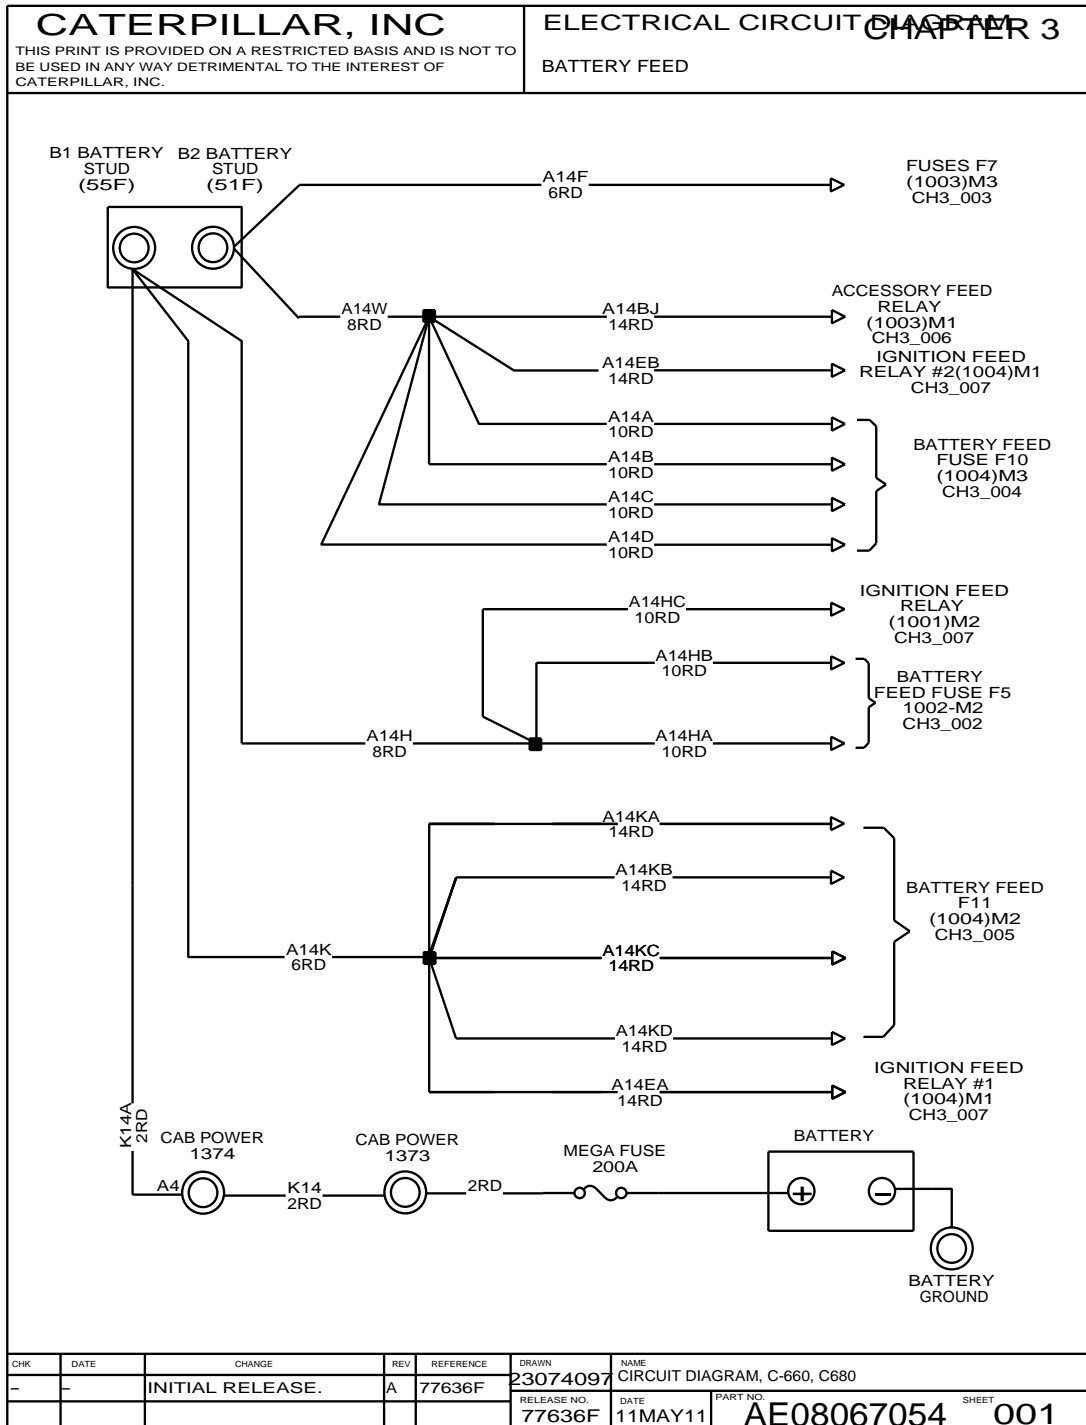 CATERPILLAR, INC
THIS PRINT IS PROVIDED ON A RESTRICTED BASIS AND IS NOT TO
BE USED IN ANY WAY DETRIMENTAL TO THE INTEREST OF
CATERPILLAR, INC.
ELECTRICAL CIRCUIT DIAGRAM
CHAPTER 3
BATTERY FEED
B1 BATTERY
STUD
(55F)
B2 BATTERY
STUD
(51F)
A14F
6RD
FUSES F7
(1003)M3
CH3_003
A14W
8RD
A14BJ
14RD
ACCESSORY FEED
RELAY
(1003)M1
CH3_006
A14EB
14RD
IGNITION FEED
RELAY #2(1004)M1
CH3_007
A14A
10RD
A14B
10RD
A14C
10RD
A14D
10RD
BATTERY FEED
FUSE F10
(1004)M3
CH3_004
A14HC
10RD
IGNITION FEED
RELAY
(1001)M2
CH3_007
A14HB
10RD
BATTERY
FEED FUSE F5
1002-M2
CH3_002
A14H
8RD
A14HA
10RD
A14KA
14RD
A14KB
14RD
A14K
6RD
A14KC
14RD
A14KD
14RD
BATTERY FEED
F11
(1004)M2
CH3_005
A14EA
14RD
IGNITION FEED
RELAY #1
(1004)M1
CH3_007
K14A
2RD
CAB POWER
1374
A4
K14
2RD
CAB POWER
1373
2RD
MEGA FUSE
200A
BATTERY
+
−
BATTERY
GROUND
CHK DATE CHANGE REV REFERENCE
– – INITIAL RELEASE. A 77636F
DRAWN
23074097
NAME
CIRCUIT DIAGRAM, C-660, C680
RELEASE NO.
77636F
DATE
11MAY11
PART NO.
AE08067054
SHEET
001